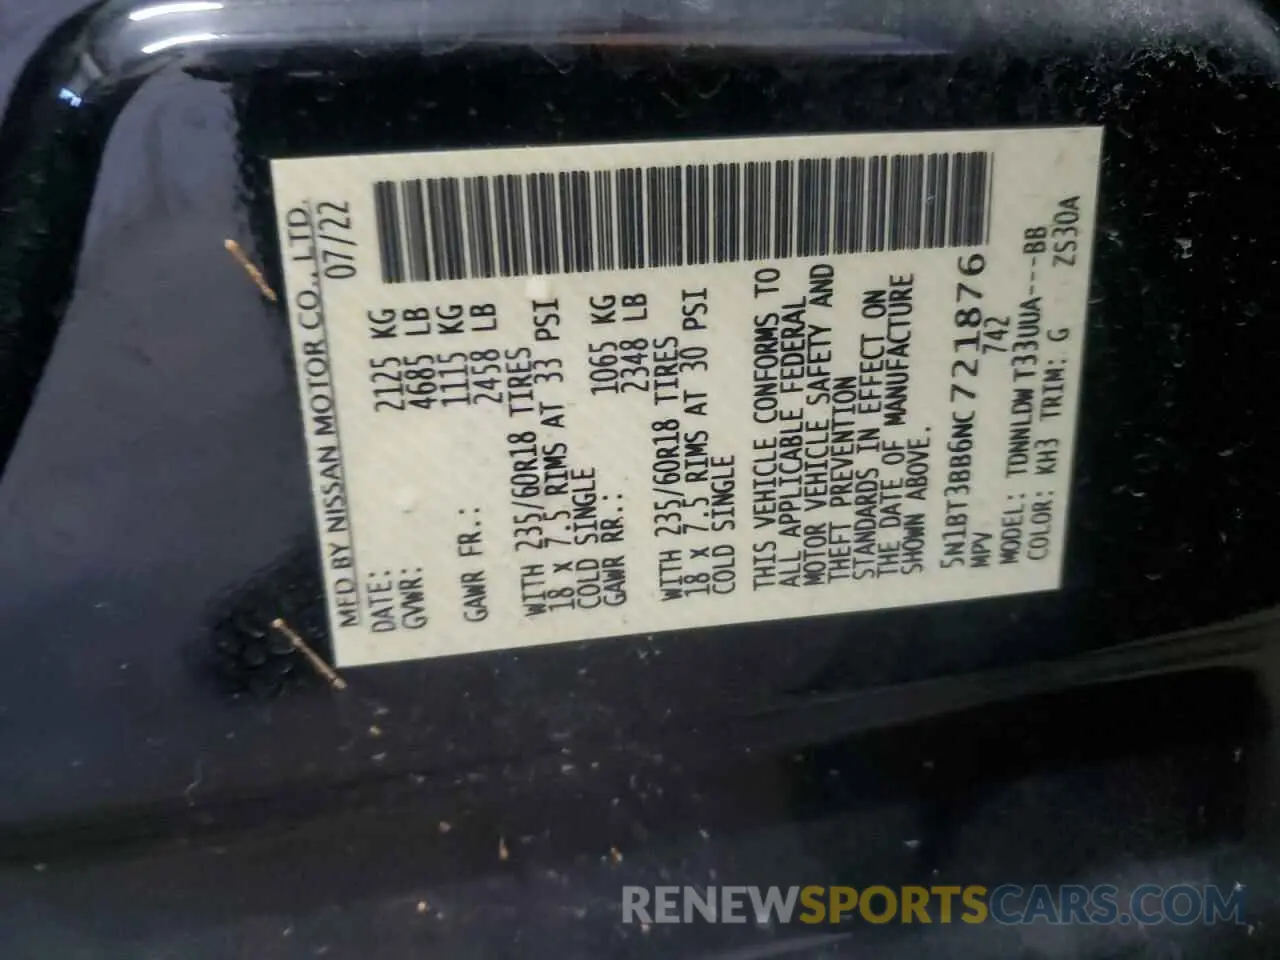 MFD BY NISSAN MOTOR CO., LTD.
DATE: 07/22
GVWR: 2125 KG
4685 LB
GAWR FR.: 1115 KG
2458 LB
WITH 235/60R18 TIRES
18 x 7.5 RIMS AT 33 PSI
COLD SINGLE
GAWR RR.: 1065 KG
2348 LB
WITH 235/60R18 TIRES
18 x 7.5 RIMS AT 30 PSI
COLD SINGLE
THIS VEHICLE CONFORMS TO
ALL APPLICABLE FEDERAL
MOTOR VEHICLE SAFETY AND
THEFT PREVENTION
STANDARDS IN EFFECT ON
THE DATE OF MANUFACTURE
SHOWN ABOVE.
5N1BT3BB6NC721876
MPV 742
MODEL: TDNNLDWT33UUA---BB
COLOR: KH3 TRIM: G ZS30A
RENEWSPORTSCARS.COM